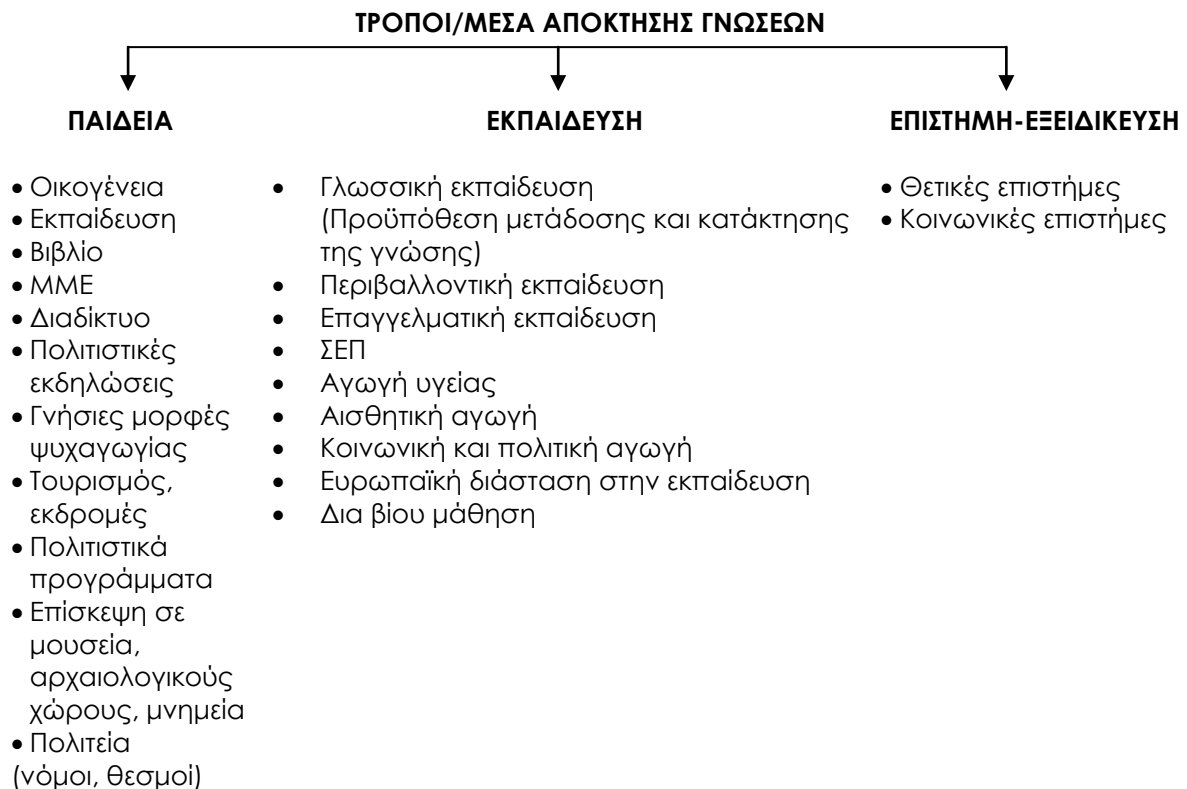 ΤΡΟΠΟΙ/ΜΕΣΑ ΑΠΟΚΤΗΣΗΣ ΓΝΩΣΕΩΝ
ΠΑΙΔΕΙΑ
• Οικογένεια
• Εκπαίδευση
• Βιβλίο
• ΜΜΕ
• Διαδίκτυο
• Πολιτιστικές
εκδηλώσεις
• Γνήσιες μορφές
ψυχαγωγίας
• Τουρισμός,
εκδρομές
• Πολιτιστικά
προγράμματα
• Επίσκεψη σε
μουσεία,
αρχαιολογικούς
χώρους, μνημεία
• Πολιτεία
(νόμοι, θεσμοί)
ΕΚΠΑΙΔΕΥΣΗ
• Γλωσσική εκπαίδευση
(Προϋπόθεση μετάδοσης και κατάκτησης
της γνώσης)
• Περιβαλλοντική εκπαίδευση
• Επαγγελματική εκπαίδευση
• ΣΕΠ
• Αγωγή υγείας
• Αισθητική αγωγή
• Κοινωνική και πολιτική αγωγή
• Ευρωπαϊκή διάσταση στην εκπαίδευση
• Δια βίου μάθηση
ΕΠΙΣΤΗΜΗ-ΕΞΕΙΔΙΚΕΥΣΗ
• Θετικές επιστήμες
• Κοινωνικές επιστήμες